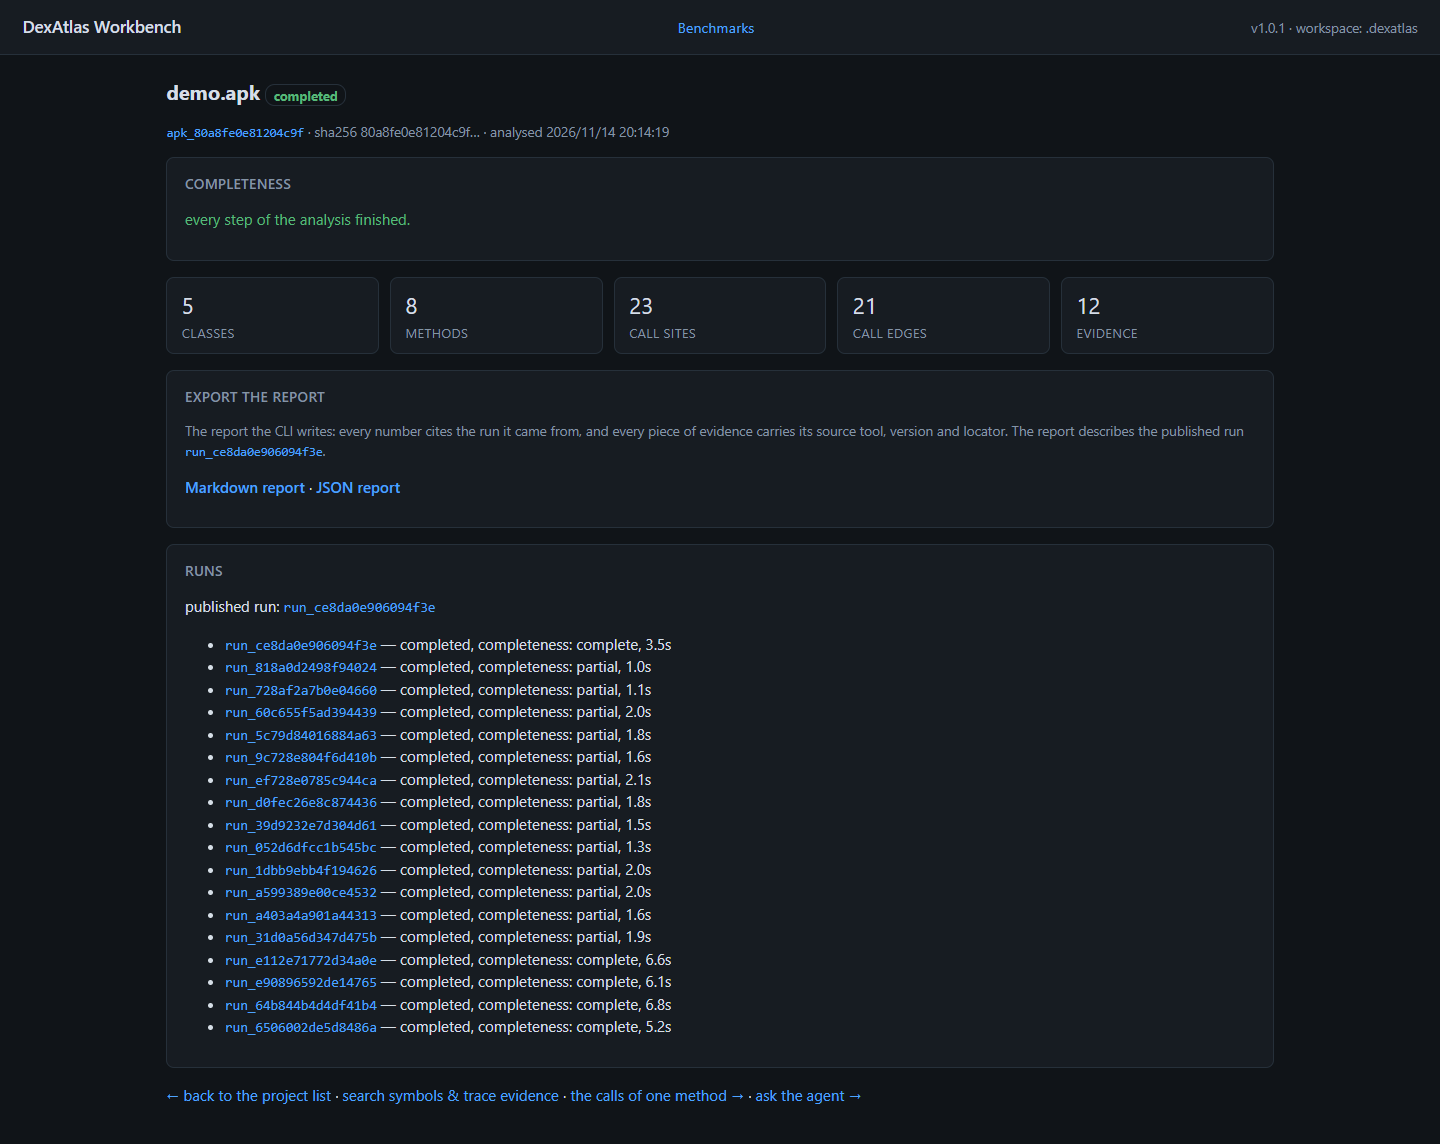 DexAtlas Workbench
Benchmarks
v1.0.1 · workspace: .dexatlas
demo.apk completed
apk_80a8fe0e81204c9f · sha256 80a8fe0e81204c9f… · analysed 2026/11/14 20:14:19
COMPLETENESS
every step of the analysis finished.
5
CLASSES
8
METHODS
23
CALL SITES
21
CALL EDGES
12
EVIDENCE
EXPORT THE REPORT
The report the CLI writes: every number cites the run it came from, and every piece of evidence carries its source tool, version and locator. The report describes the published run
run_ce8da0e906094f3e.
Markdown report · JSON report
RUNS
published run: run_ce8da0e906094f3e
• run_ce8da0e906094f3e — completed, completeness: complete, 3.5s
• run_818a0d2498f94024 — completed, completeness: partial, 1.0s
• run_728af2a7b0e04660 — completed, completeness: partial, 1.1s
• run_60c655f5ad394439 — completed, completeness: partial, 2.0s
• run_5c79d84016884a63 — completed, completeness: partial, 1.8s
• run_9c728e804f6d410b — completed, completeness: partial, 1.6s
• run_ef728e0785c944ca — completed, completeness: partial, 2.1s
• run_d0fec26e8c874436 — completed, completeness: partial, 1.8s
• run_39d9232e7d304d61 — completed, completeness: partial, 1.5s
• run_052d6dfcc1b545bc — completed, completeness: partial, 1.3s
• run_1dbb9ebb4f194626 — completed, completeness: partial, 2.0s
• run_a599389e00ce4532 — completed, completeness: partial, 2.0s
• run_a403a4a901a44313 — completed, completeness: partial, 1.6s
• run_31d0a56d347d475b — completed, completeness: partial, 1.9s
• run_e112e71772d34a0e — completed, completeness: complete, 6.6s
• run_e90896592de14765 — completed, completeness: complete, 6.1s
• run_64b844b4d4df41b4 — completed, completeness: complete, 6.8s
• run_6506002de5d8486a — completed, completeness: complete, 5.2s
← back to the project list · search symbols & trace evidence · the calls of one method → · ask the agent →